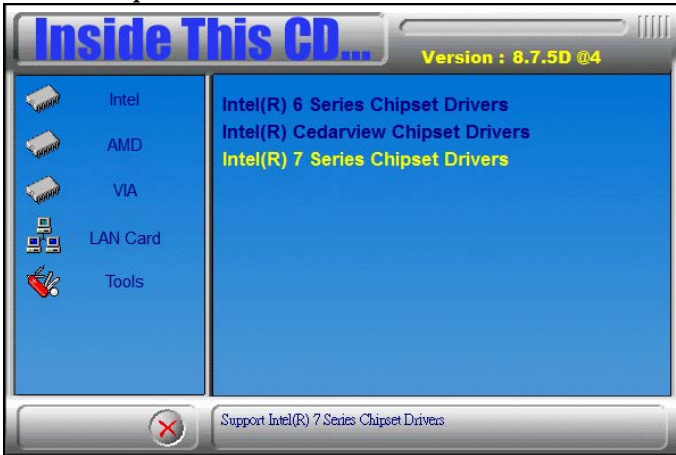 Inside This CD...
Version : 8.7.5D @4
Intel
AMD
VIA
LAN Card
Tools
Intel(R) 6 Series Chipset Drivers
Intel(R) Cedarview Chipset Drivers
Intel(R) 7 Series Chipset Drivers
Support Intel(R) 7 Series Chipset Drivers